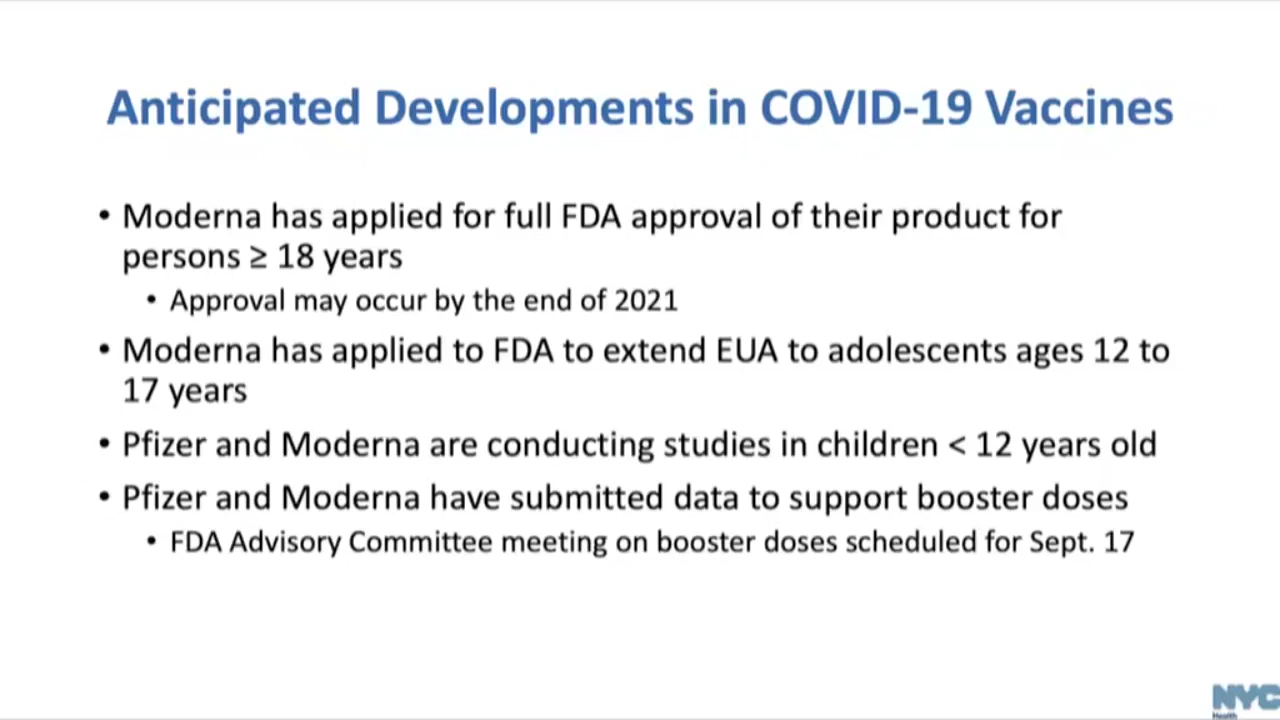 Anticipated Developments in COVID-19 Vaccines
• Moderna has applied for full FDA approval of their product for
persons ≥ 18 years
• Approval may occur by the end of 2021
• Moderna has applied to FDA to extend EUA to adolescents ages 12 to
17 years
• Pfizer and Moderna are conducting studies in children < 12 years old
• Pfizer and Moderna have submitted data to support booster doses
• FDA Advisory Committee meeting on booster doses scheduled for Sept. 17
NYC
Health